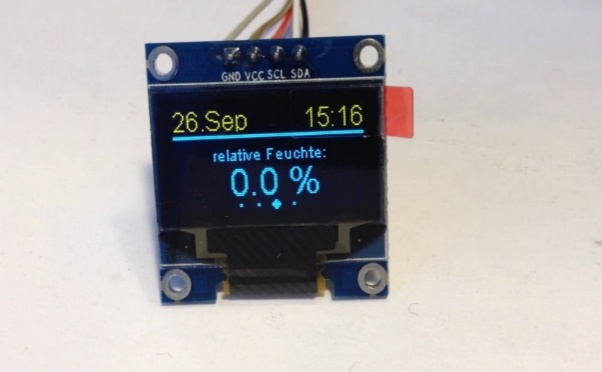 GND VCC SCL SDA
26.Sep 15:16
relative Feuchte:
0.0 %